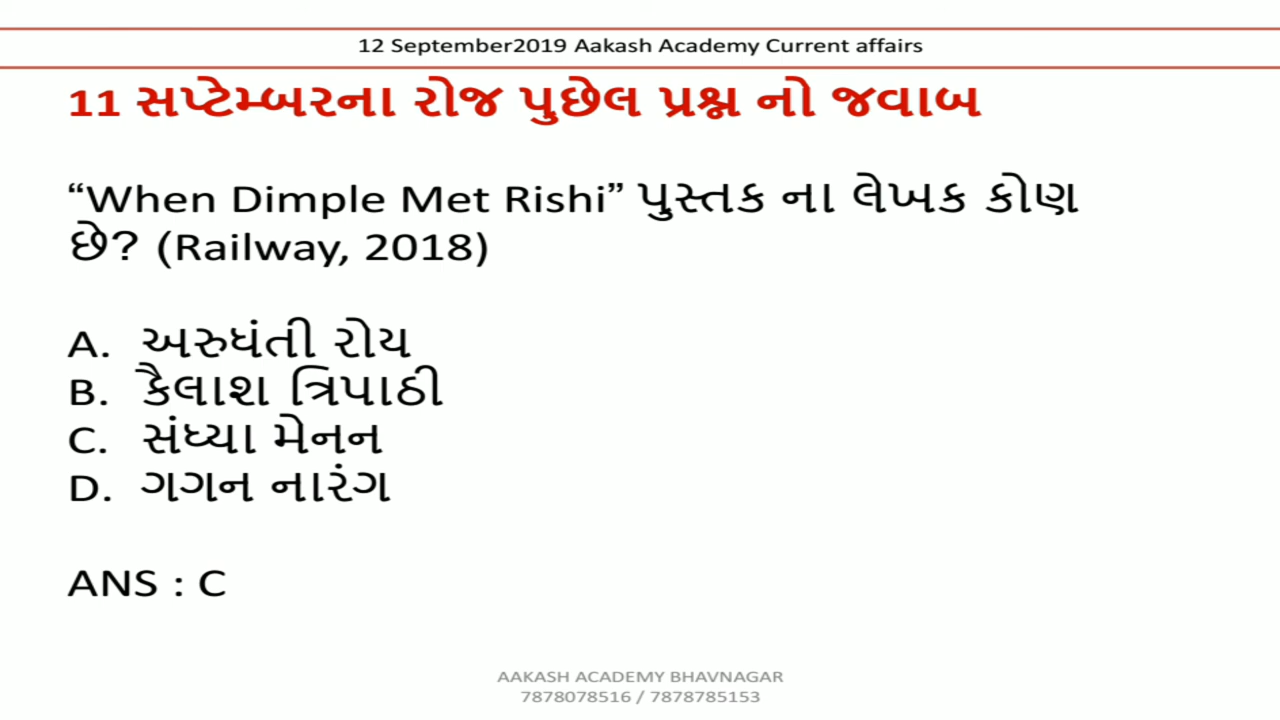 12 September2019 Aakash Academy Current affairs
11 સપ્ટેમ્બરના રોજ પુછેલ પ્રશ્ન નો જવાબ
“When Dimple Met Rishi” પુસ્તક ના લેખક કોણ
છે? (Railway, 2018)
A. અરુધંતી રોય
B. કૈલાશ ત્રિપાઠી
C. સંધ્યા મેનન
D. ગગન નારંગ
ANS : C
AAKASH ACADEMY BHAVNAGAR
7878078516 / 7878785153